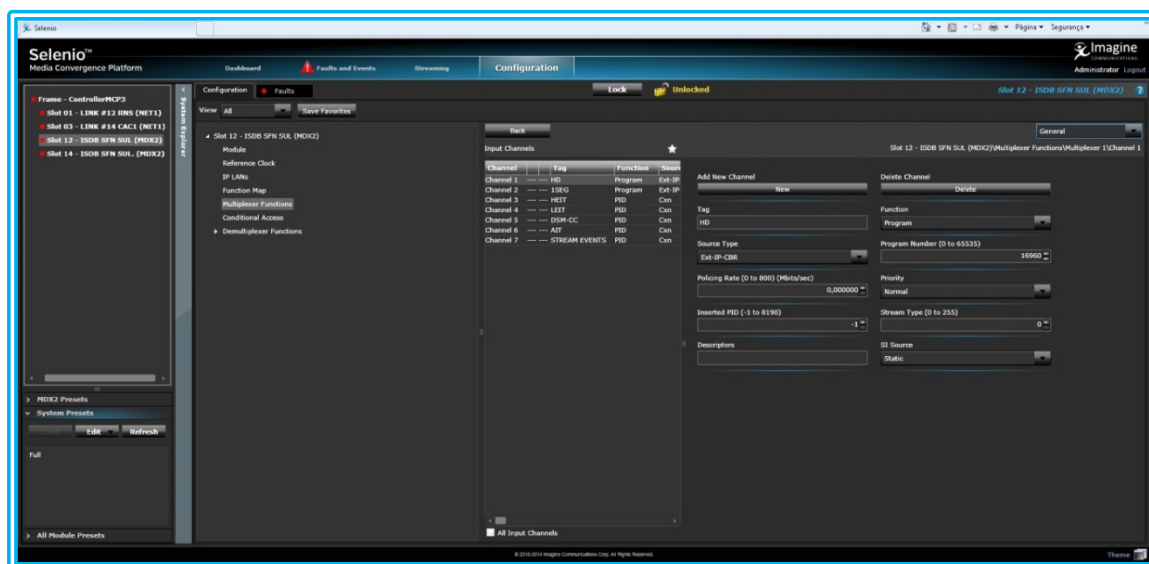 Selenio
Página Segurança
Selenio™
Media Convergence Platform
Dashboard
Faults and Events
Streaming
Configuration
Imagine
COMMUNICATIONS.
Administrator Logout
Frame - ControllerMCP3
Slot 01 - LINK #12 RNS (NET1)
Slot 03 - LINK #14 CAC1 (NET1)
Slot 12 - ISDB SFN SUL (MDX2)
Slot 14 - ISDB SFN SUL. (MDX2)
System Explorer
Configuration
Faults
Lock
Unlocked
Slot 12 - ISDB SFN SUL (MDX2) ?
View All
Save Favorites
Slot 12 - ISDB SFN SUL (MDX2)
Module
Reference Clock
IP LANs
Function Map
Multiplexer Functions
Conditional Access
Demultiplexer Functions
Back
General
Input Channels
Slot 12 - ISDB SFN SUL (MDX2)\Multiplexer Functions\Multiplexer 1\Channel 1
Channel Tag Function Sour
Channel 1 --- --- HD Program Ext-IP
Channel 2 --- --- 1SEG Program Ext-IP
Channel 3 --- --- HEIT PID Cxn
Channel 4 --- --- LEIT PID Cxn
Channel 5 --- --- DSM-CC PID Cxn
Channel 6 --- --- AIT PID Cxn
Channel 7 --- --- STREAM EVENTS PID Cxn
All Input Channels
Add New Channel
New
Delete Channel
Delete
Tag
HD
Function
Program
Source Type
Ext-IP-CBR
Program Number (0 to 65535)
16960
Policing Rate (0 to 800) (Mbits/sec)
0,000000
Priority
Normal
Inserted PID (-1 to 8190)
-1
Stream Type (0 to 255)
0
Descriptors
SI Source
Static
MDX2 Presets
System Presets
Edit
Refresh
Full
All Module Presets
© 2010-2014 Imagine Communications Corp. All Rights Reserved.
Theme